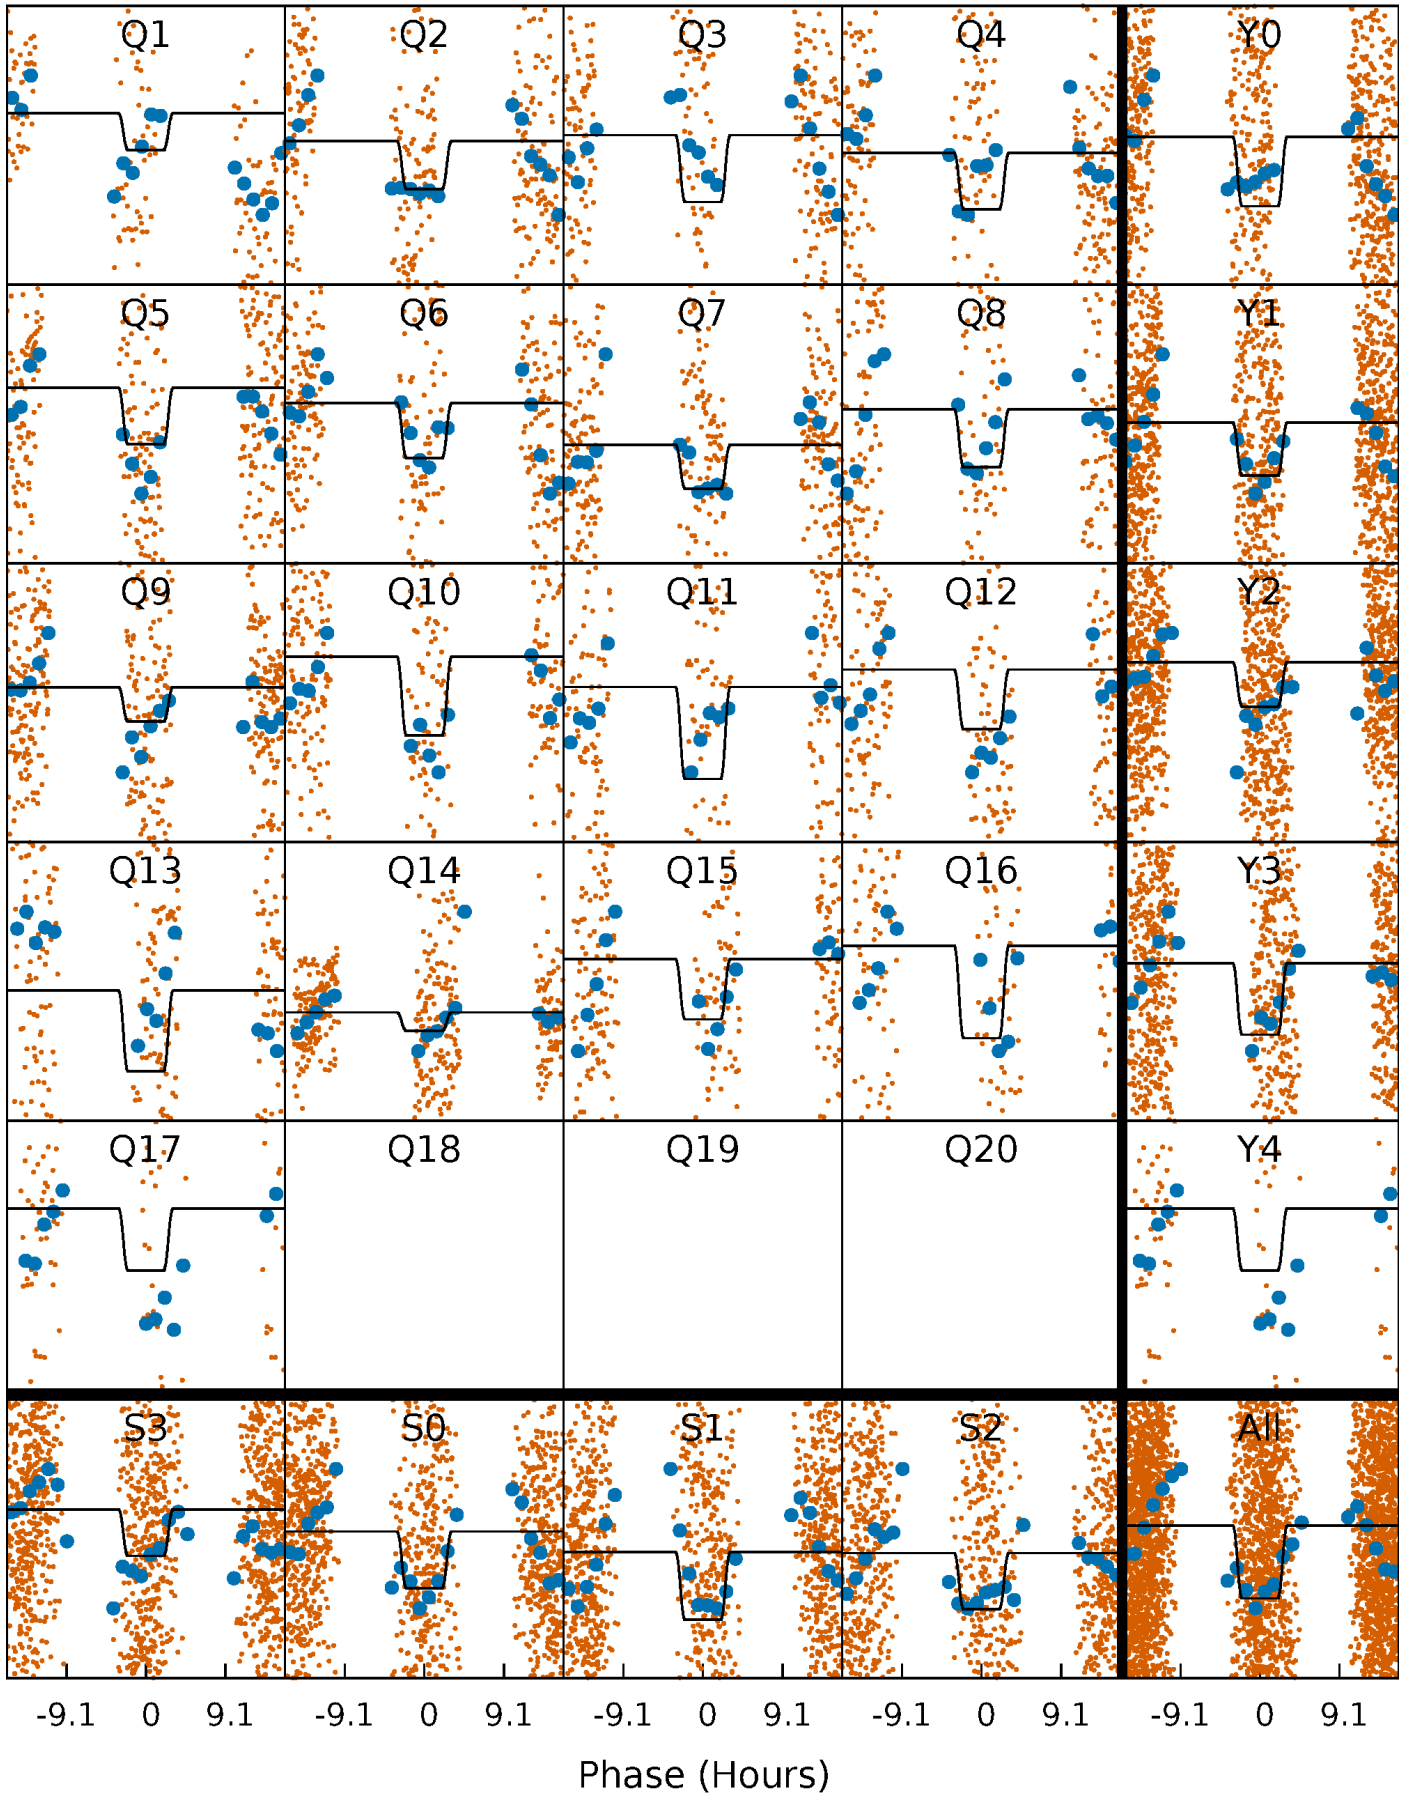 Q1 Q2 Q3 Q4 Y0
Q5 Q6 Q7 Q8 Y1
Q9 Q10 Q11 Q12 Y2
Q13 Q14 Q15 Q16 Y3
Q17 Q18 Q19 Q20 Y4
S3 S0 S1 S2 All
-9.1 0 9.1 -9.1 0 9.1 -9.1 0 9.1 -9.1 0 9.1 -9.1 0 9.1
Phase (Hours)